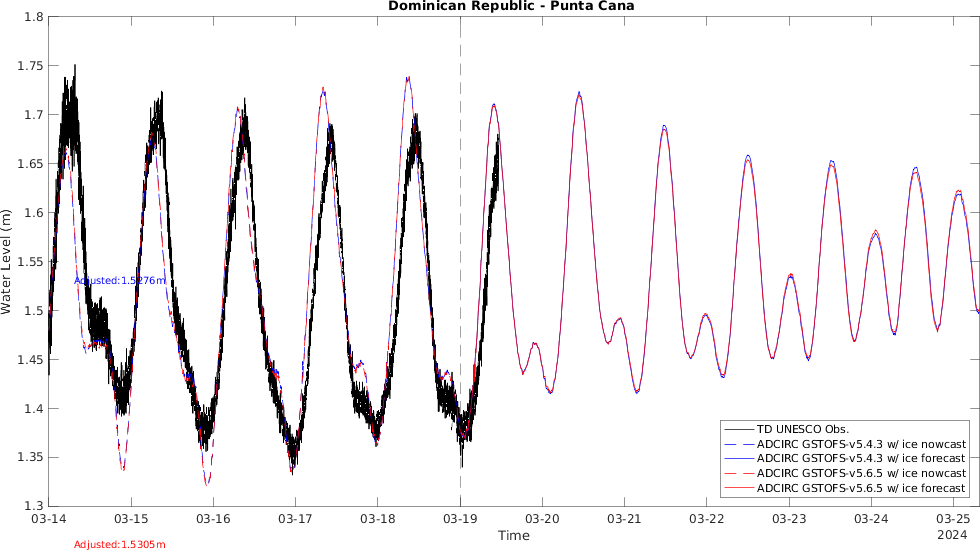 Dominican Republic - Punta Cana
1.8
1.75
1.7
1.65
1.6
1.55
1.5
1.45
1.4
1.35
1.3
Water Level (m)
Adjusted:1.5276m
TD UNESCO Obs.
ADCIRC GSTOFS-v5.4.3 w/ ice nowcast
ADCIRC GSTOFS-v5.4.3 w/ ice forecast
ADCIRC GSTOFS-v5.6.5 w/ ice nowcast
ADCIRC GSTOFS-v5.6.5 w/ ice forecast
03-14 03-15 03-16 03-17 03-18 03-19 03-20 03-21 03-22 03-23 03-24 03-25
Time
2024
Adjusted:1.5305m